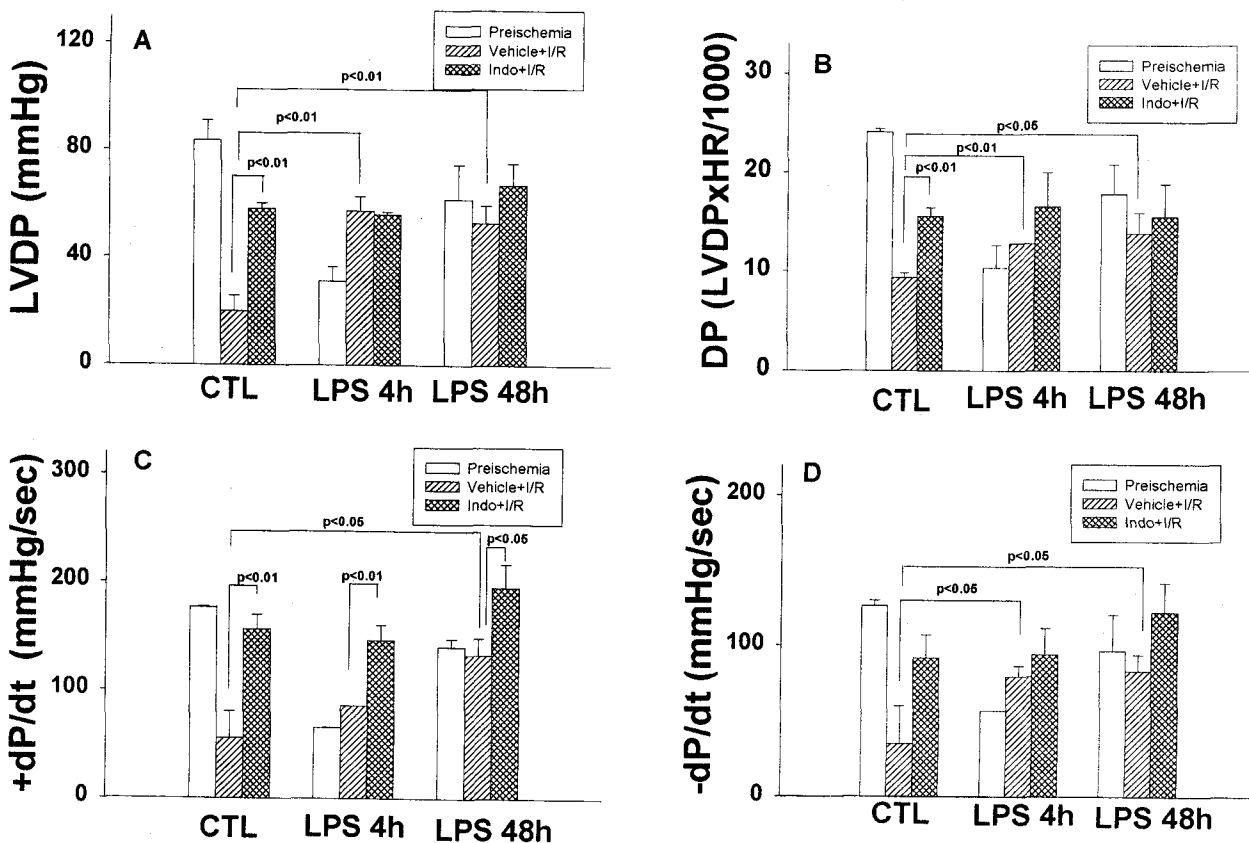 A
Preischemia
Vehicle+I/R
Indo+I/R
LVDP (mmHg)
120
80
40
0
p<0.01
p<0.01
p<0.01
CTL
LPS 4h
LPS 48h
B
Preischemia
Vehicle+I/R
Indo+I/R
DP (LVDPxHR/1000)
30
20
10
0
p<0.05
p<0.01
p<0.01
CTL
LPS 4h
LPS 48h
C
Preischemia
Vehicle+I/R
Indo+I/R
+dP/dt (mmHg/sec)
300
200
100
0
p<0.05
p<0.05
p<0.01
p<0.01
CTL
LPS 4h
LPS 48h
D
Preischemia
Vehicle+I/R
Indo+I/R
-dP/dt (mmHg/sec)
200
100
0
p<0.05
p<0.05
CTL
LPS 4h
LPS 48h